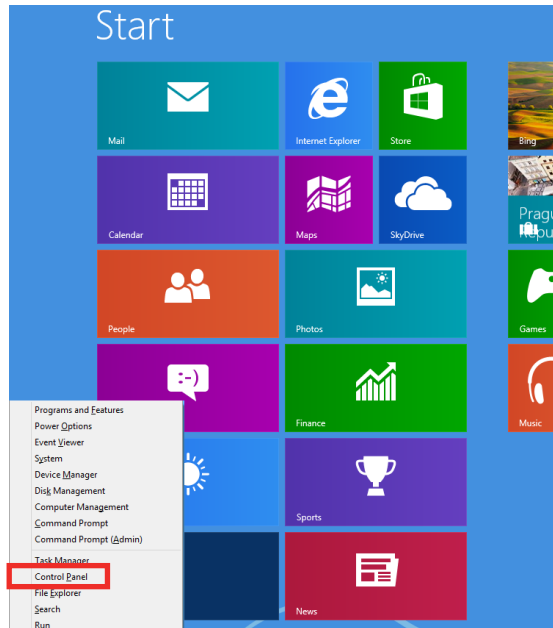 Start
Mail
Internet Explorer
Store
Bing
Calendar
Maps
SkyDrive
People
Photos
Games
:-)
Finance
Music
Sports
News
Programs and Features
Power Options
Event Viewer
System
Device Manager
Disk Management
Computer Management
Command Prompt
Command Prompt (Admin)
Task Manager
Control Panel
File Explorer
Search
Run